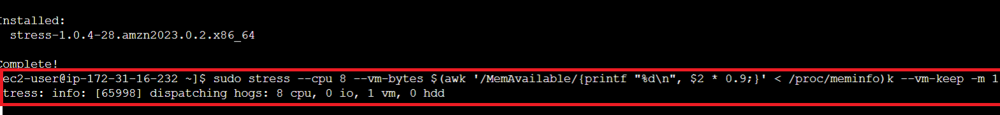 Installed:
stress-1.0.4-28.amzn2023.0.2.x86_64
Complete!
ec2-user@ip-172-31-16-232 ~]$ sudo stress --cpu 8 --vm-bytes $(awk '/MemAvailable/{printf "%d\n", $2 * 0.9;}' < /proc/meminfo)k --vm-keep -m 1
tress: info: [65998] dispatching hogs: 8 cpu, 0 io, 1 vm, 0 hdd